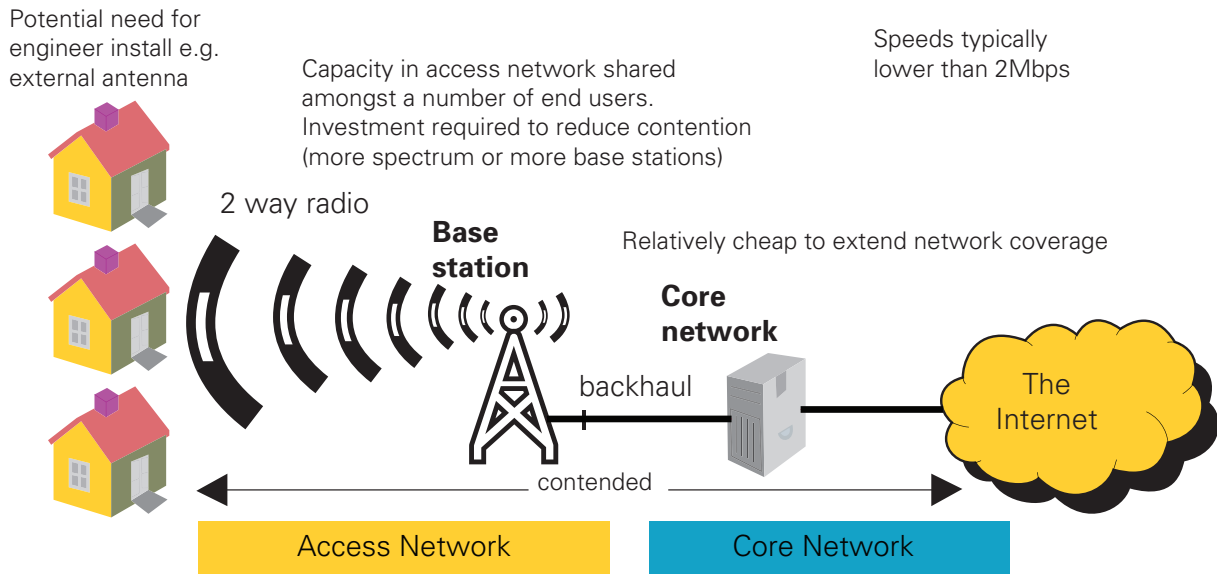 Potential need for
engineer install e.g.
external antenna
Capacity in access network shared
amongst a number of end users.
Investment required to reduce contention
(more spectrum or more base stations)
Speeds typically
lower than 2Mbps
2 way radio
Base
station
Relatively cheap to extend network coverage
Core
network
backhaul
The
Internet
contended
Access Network
Core Network